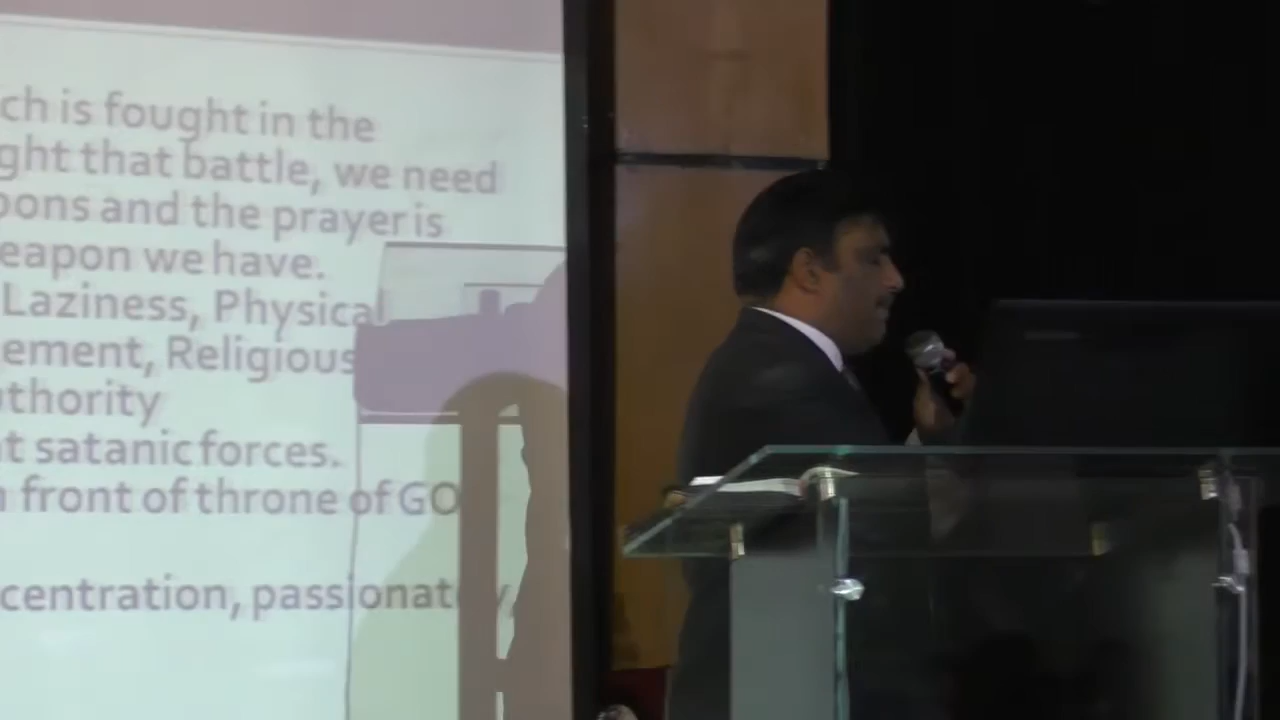 ch is fought in the
ght that battle, we need
pons and the prayer is
eapon we have.
Laziness, Physical
ement, Religious
thority
t satanic forces.
front of throne of GO
centration, passionat